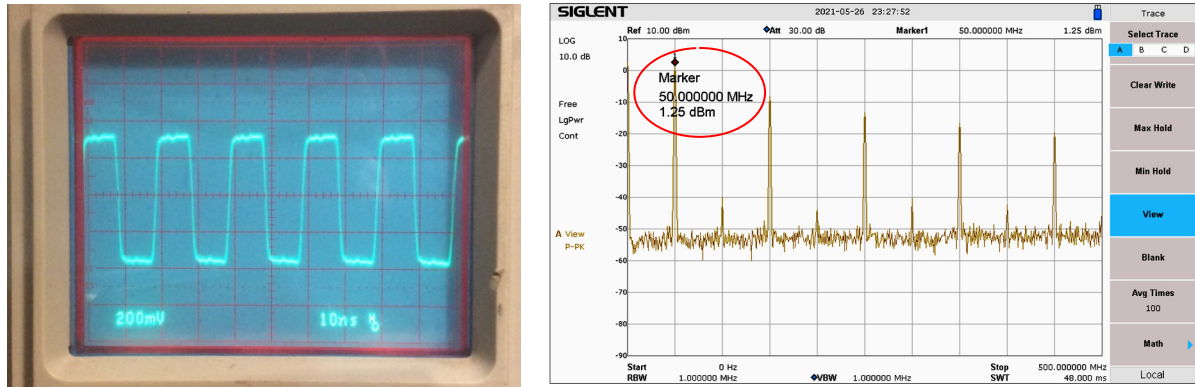 200mV 10ns
SIGLENT 2021-05-26 23:27:52
Ref 10.00 dBm Att 30.00 dB Marker1 50.000000 MHz 1.25 dBm
LOG
10.0 dB
Free
LgPwr
Cont
A View
P-PK
10
0
-10
-20
-30
-40
-50
-60
-70
-80
-90
Marker
50.000000 MHz
1.25 dBm
Start 0 Hz Stop 500.000000 MHz
RBW 1.000000 MHz VBW 1.000000 MHz SWT 48.000 ms
Trace
Select Trace
A B C D
Clear Write
Max Hold
Min Hold
View
Blank
Avg Times
100
Math
Local